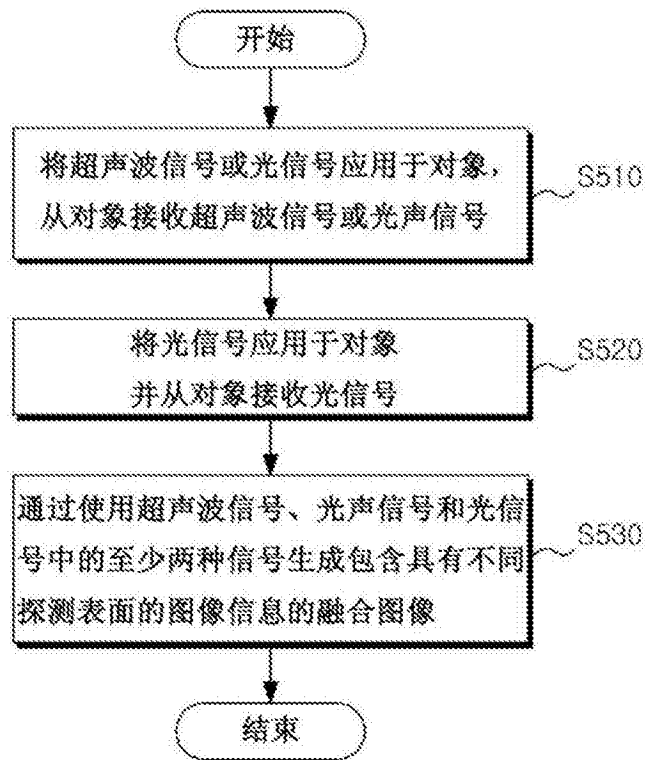 开始
将超声波信号或光信号应用于对象,
从对象接收超声波信号或光声信号
S510
将光信号应用于对象
并从对象接收光信号
S520
通过使用超声波信号、光声信号和光信
号中的至少两种信号生成包含具有不同
探测表面的图像信息的融合图像
S530
结束